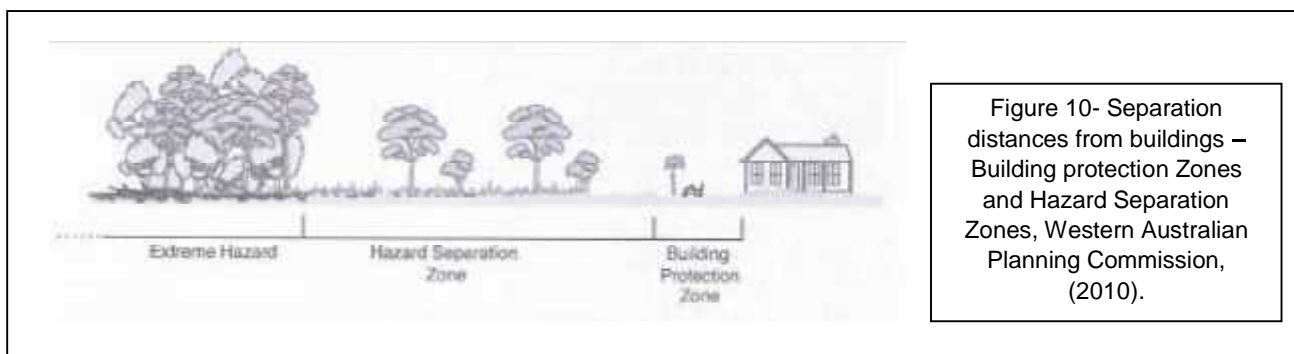 Extreme Hazard
Hazard Separation
Zone
Building
Protection
Zone
Figure 10- Separation
distances from buildings –
Building protection Zones
and Hazard Separation
Zones, Western Australian
Planning Commission,
(2010).